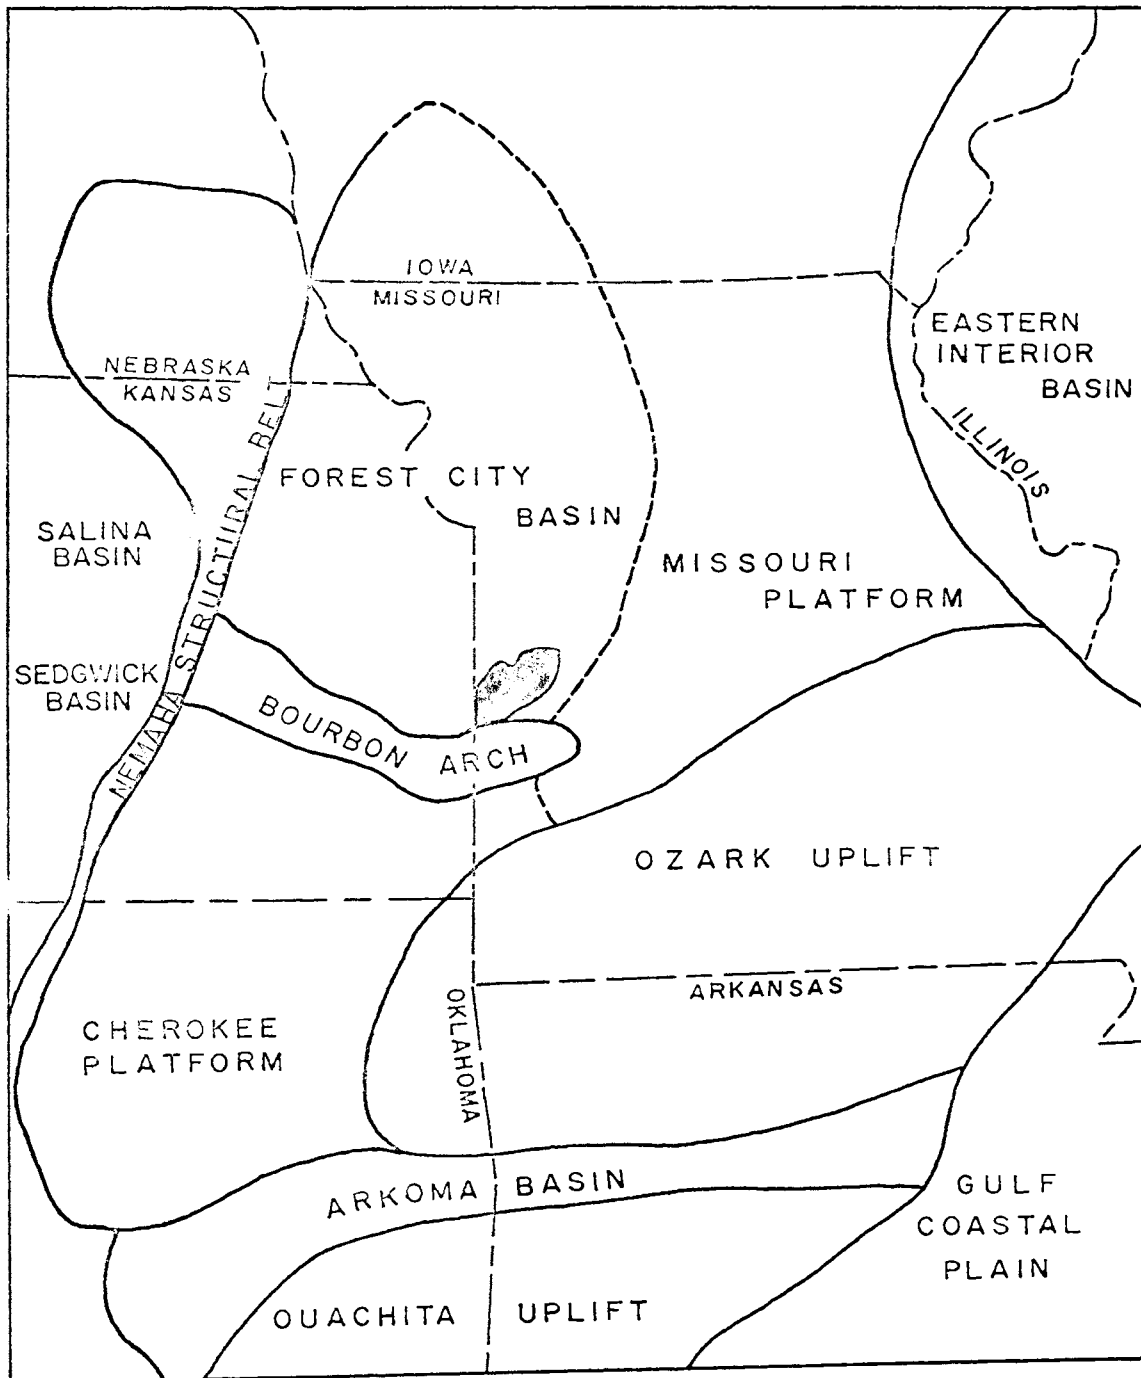 IOWA
MISSOURI
EASTERN
INTERIOR
BASIN
NEBRASKA
KANSAS
ILLINOIS
NEMAHA STRUCTURAL BELT
FOREST CITY
BASIN
SALINA
BASIN
MISSOURI
PLATFORM
SEDGWICK
BASIN
BOURBON ARCH
OZARK UPLIFT
ARKANSAS
OKLAHOMA
CHEROKEE
PLATFORM
ARKOMA BASIN
GULF
COASTAL
PLAIN
OUACHITA UPLIFT